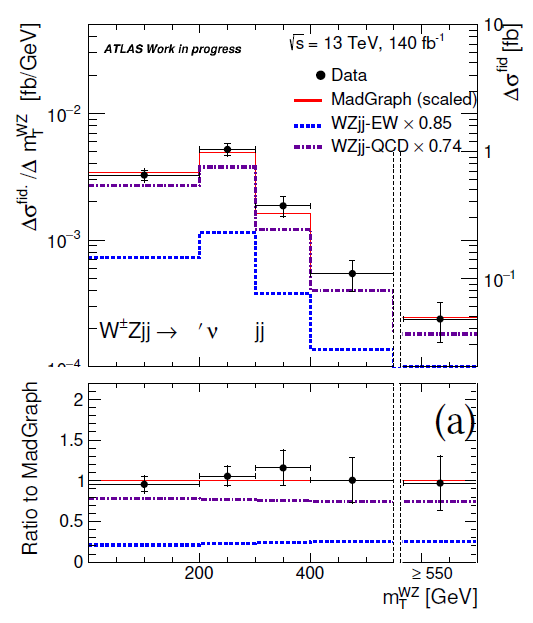 ATLAS Work in progress
√s = 13 TeV, 140 fb⁻¹
Data
MadGraph (scaled)
WZjj-EW × 0.85
WZjj-QCD × 0.74
Δσ^fid. /Δ m_T^WZ [fb/GeV]
Δσ^fid [fb]
10⁻²
10⁻³
10⁻⁴
10
1
10⁻¹
W^±Zjj → ′ν jj
(a)
Ratio to MadGraph
2
1.5
1
0.5
0
200 400 ≥ 550
m_T^WZ [GeV]